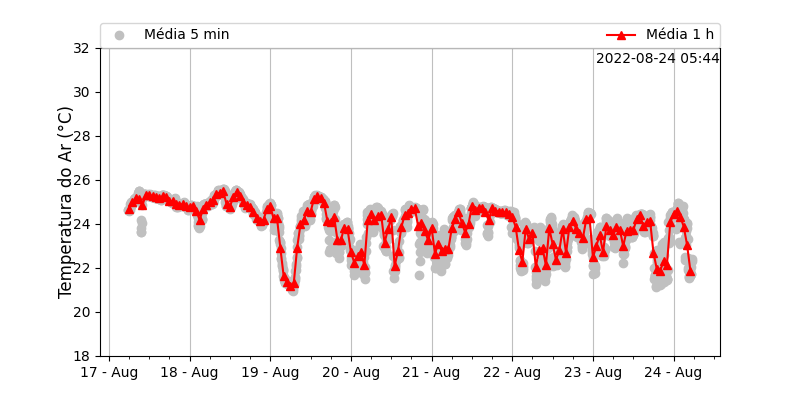 Média 5 min
Média 1 h
2022-08-24 05:44
Temperatura do Ar (°C)
32
30
28
26
24
22
20
18
17 - Aug
18 - Aug
19 - Aug
20 - Aug
21 - Aug
22 - Aug
23 - Aug
24 - Aug